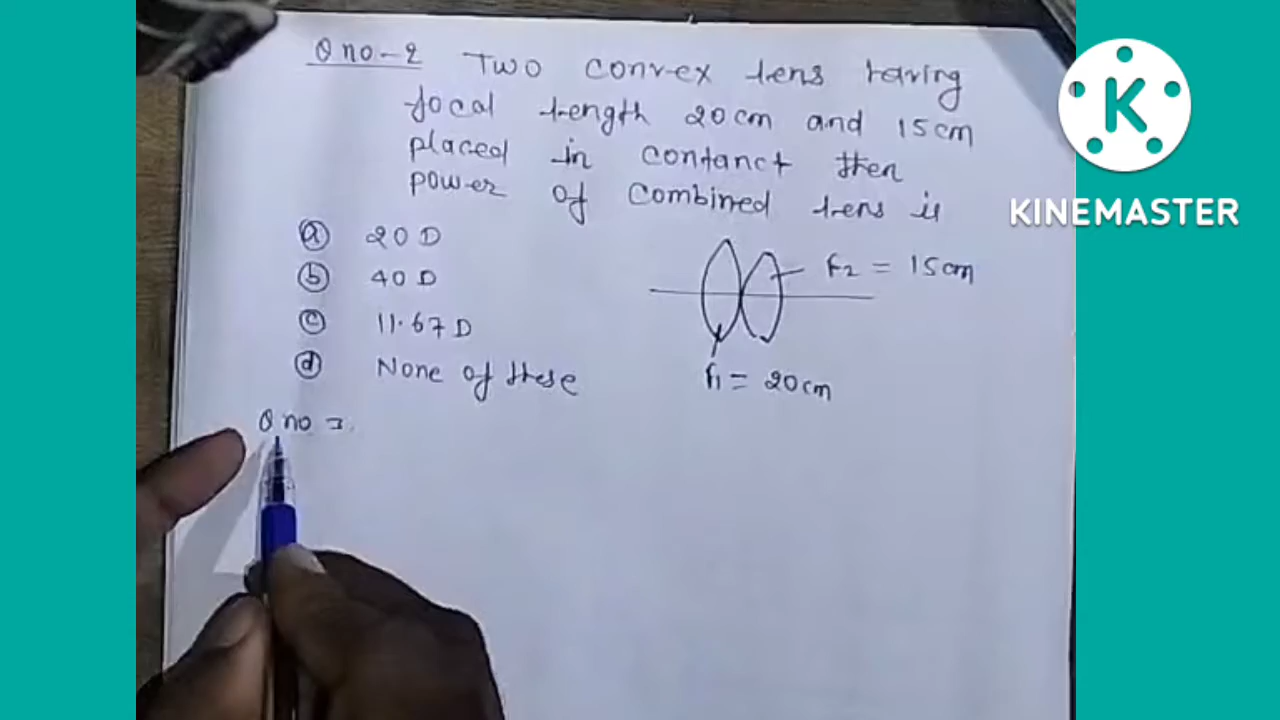 Q no-2 Two convex lens having
focal length 20cm and 15cm
placed in contanct then
power of combined lens is
(a) 20 D
(b) 40 D
(c) 11.67 D
(d) None of these
F2 = 15cm
f1 = 20cm
Q no 3.
KINEMASTER